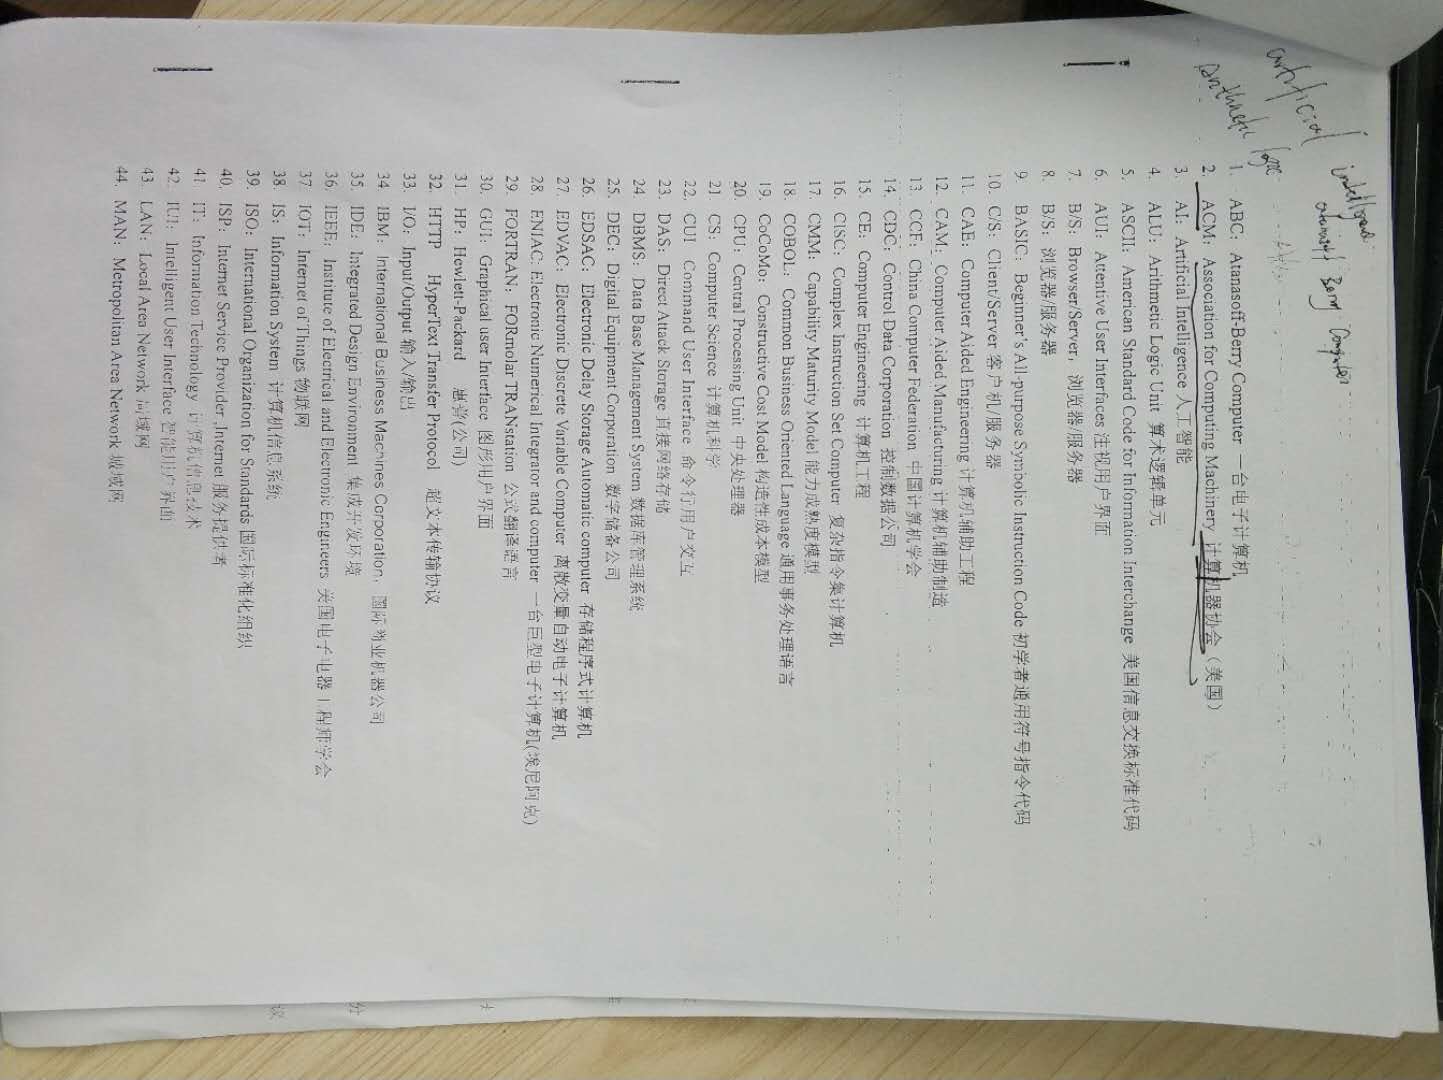 artificial
intelligence
atanasoff Berry Computer
Arithmetic logic
1. ABC：Atanasoff-Berry Computer 一台电子计算机
2. ACM：Association for Computing Machinery 计算机器协会（美国）
3. AI：Artificial Intelligence 人工智能
4. ALU：Arithmetic Logic Unit 算术逻辑单元
5. ASCII：American Standard Code for Information Interchange 美国信息交换标准代码
6. AUI：Attentive User Interfaces 注视用户界面
7. B/S：Browser/Server，浏览器/服务器
8. B/S：浏览器/服务器
9. BASIC：Beginner's All-purpose Symbolic Instruction Code 初学者通用符号指令代码
10. C/S：Client/Server 客户机/服务器
11. CAE：Computer Aided Engineering 计算机辅助工程
12. CAM：Computer Aided Manufacturing 计算机辅助制造
13. CCF：China Computer Federation 中国计算机学会
14. CDC：Control Data Corporation 控制数据公司
15. CE：Computer Engineering 计算机工程
16. CISC：Complex Instruction Set Computer 复杂指令集计算机
17. CMM：Capability Maturity Model 能力成熟度模型
18. COBOL：Common Business Oriented Language 通用事务处理语言
19. CoCoMo：Constructive Cost Model 构造性成本模型
20. CPU：Central Processing Unit 中央处理器
21. CS：Computer Science 计算机科学
22. CUI Command User Interface 命令行用户交互
23. DAS：Direct Attack Storage 直接网络存储
24. DBMS：Data Base Management System 数据库管理系统
25. DEC：Digital Equipment Corporation 数字储备公司
26. EDSAC：Electronic Delay Storage Automatic computer 存储程序式计算机
27. EDVAC：Electronic Discrete Variable Computer 离散变量自动电子计算机
28. ENIAC: Electronic Numerical Integrator and computer 一台巨型电子计算机(埃尼阿克)
29. FORTRAN：FORmolar TRANstation 公式翻译语言
30. GUI：Graphical user Interface 图形用户界面
31. HP：Hewlett-Packard 惠普(公司)
32. HTTP HyperText Transfer Protocol 超文本传输协议
33. I/O：Input/Output 输入/输出
34. IBM：International Business Machines Corporation，国际商业机器公司
35. IDE：Integrated Design Environment 集成开发环境
36. IEEE：Institute of Electrical and Electronic Engineers 美国电子电器工程师学会
37. IOT：Internet of Things 物联网
38. IS：Information System 计算机信息系统
39. ISO：International Organization for Standards 国际标准化组织
40. ISP：Internet Service Provider ,Internet 服务提供者
41 IT：Information Technology 计算机信息技术
42. IUI：Intelligent User Interface 智能用户界面
43. LAN：Local Area Network 局域网
44. MAN：Metropolitan Area Network 城域网
分
议